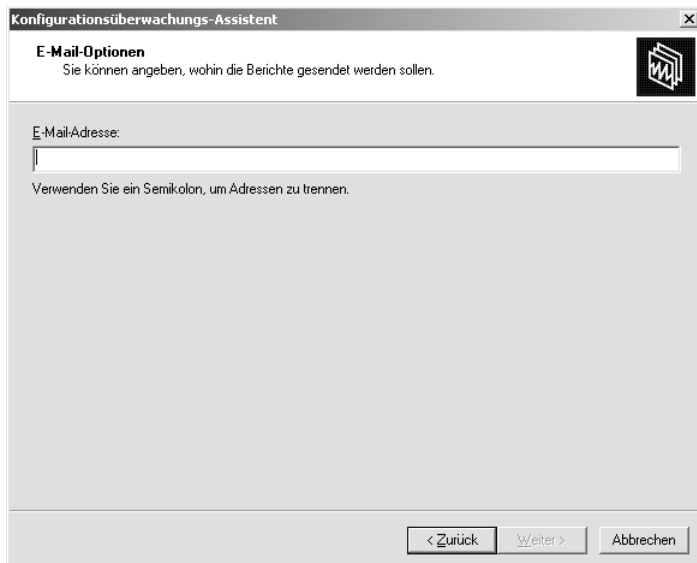 Konfigurationsüberwachungs-Assistent
E-Mail-Optionen
Sie können angeben, wohin die Berichte gesendet werden sollen.
E-Mail-Adresse:
Verwenden Sie ein Semikolon, um Adressen zu trennen.
< Zurück Weiter > Abbrechen